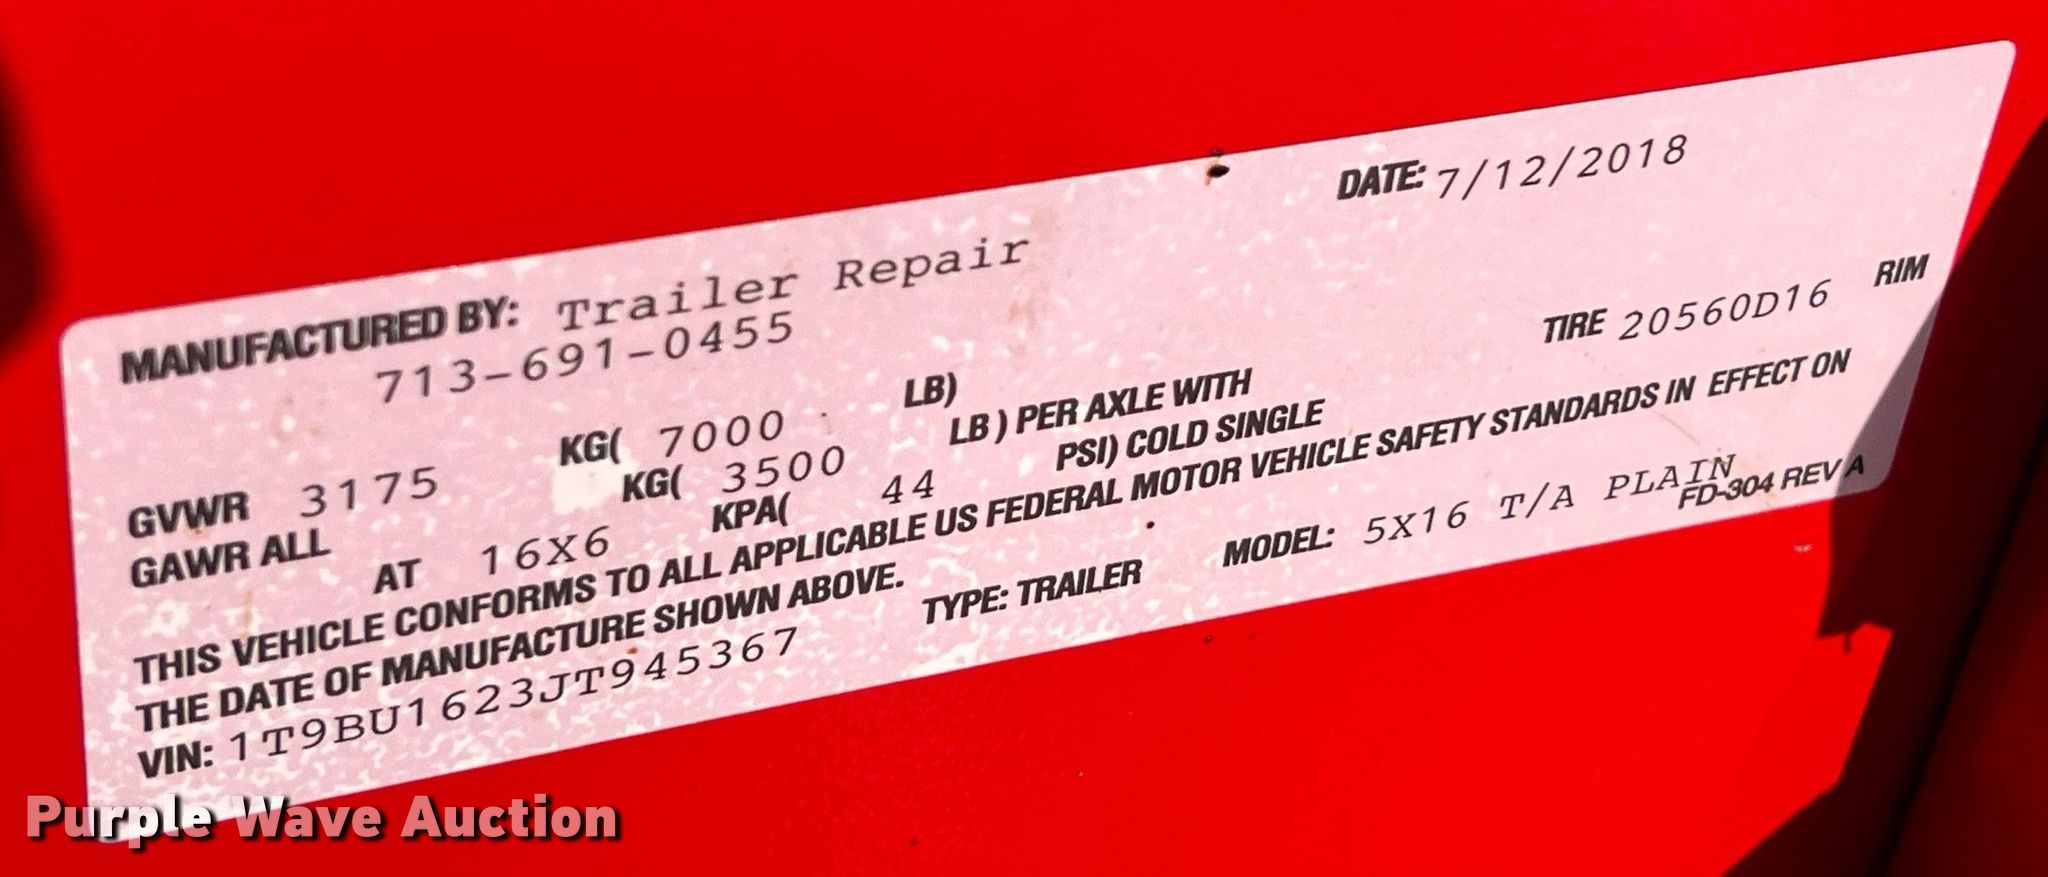 DATE: 7/12/2018
MANUFACTURED BY: Trailer Repair
713-691-0455
GVWR 3175 KG( 7000 LB)
GAWR ALL KG( 3500 LB ) PER AXLE WITH TIRE 20560D16 RIM
AT 16X6 KPA( 44 PSI) COLD SINGLE
THIS VEHICLE CONFORMS TO ALL APPLICABLE US FEDERAL MOTOR VEHICLE SAFETY STANDARDS IN EFFECT ON
THE DATE OF MANUFACTURE SHOWN ABOVE.
VIN: 1T9BU1623JT945367 TYPE: TRAILER MODEL: 5X16 T/A PLAIN
FD-304 REV A
Purple Wave Auction